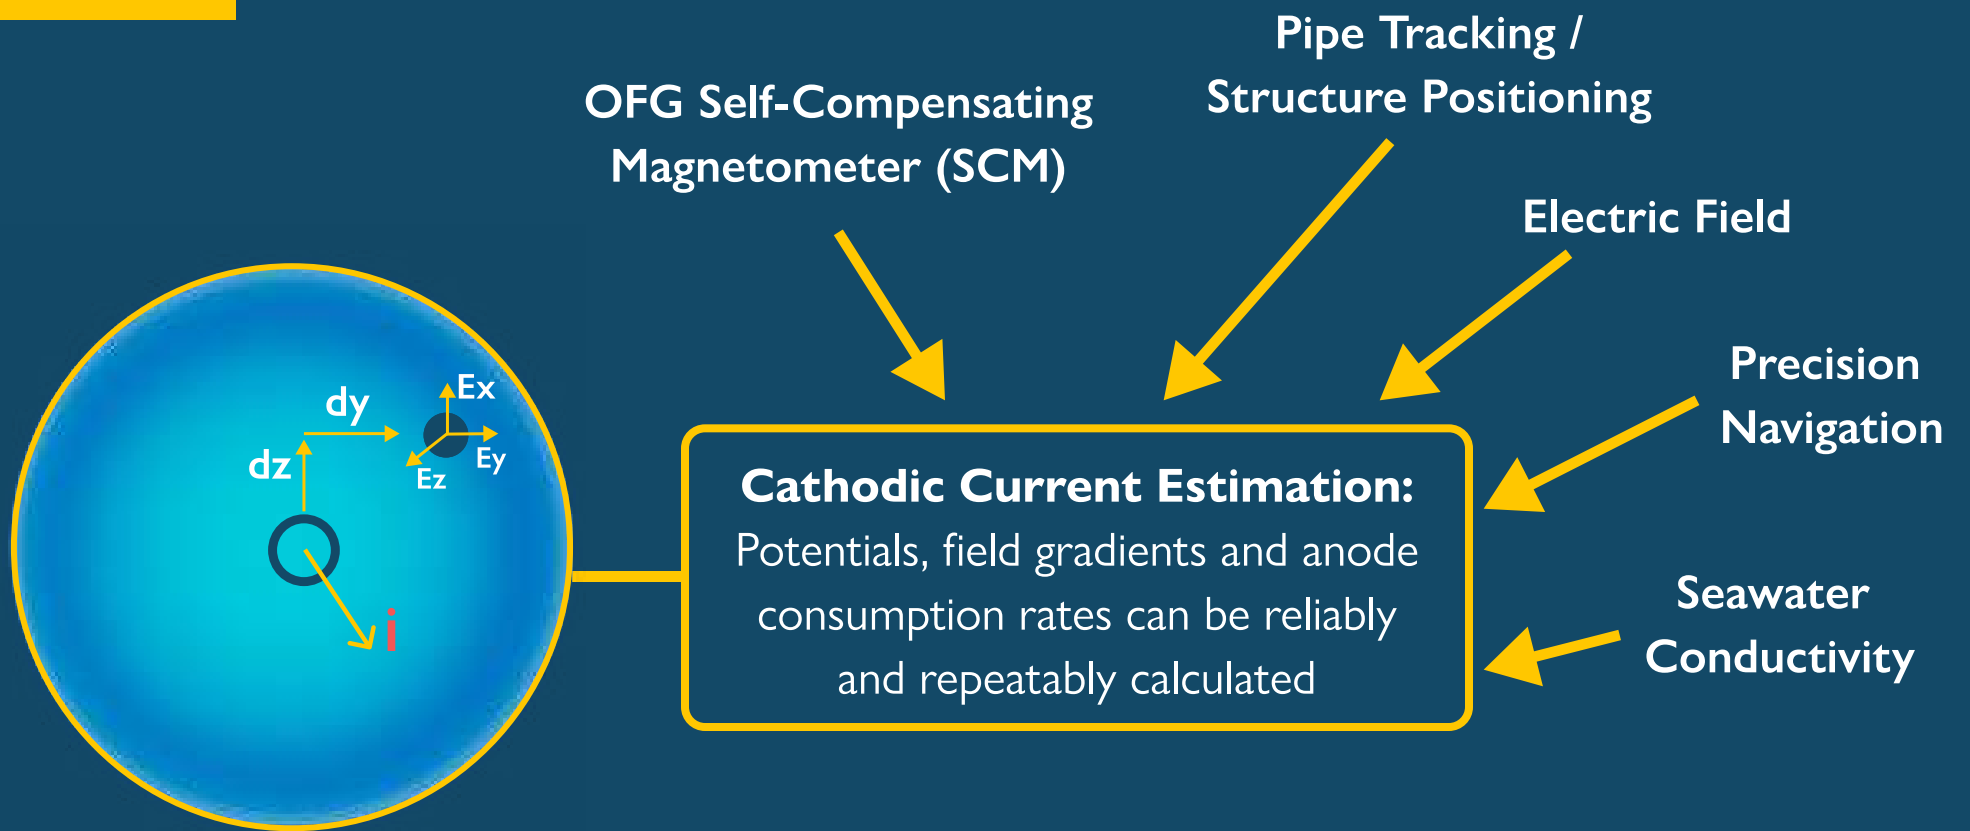 Pipe Tracking /
Structure Positioning
OFG Self-Compensating
Magnetometer (SCM)
Electric Field
Precision
Navigation
Seawater
Conductivity
Cathodic Current Estimation:
Potentials, field gradients and anode
consumption rates can be reliably
and repeatably calculated
Ex
dy
Ey
dz
Ez
i